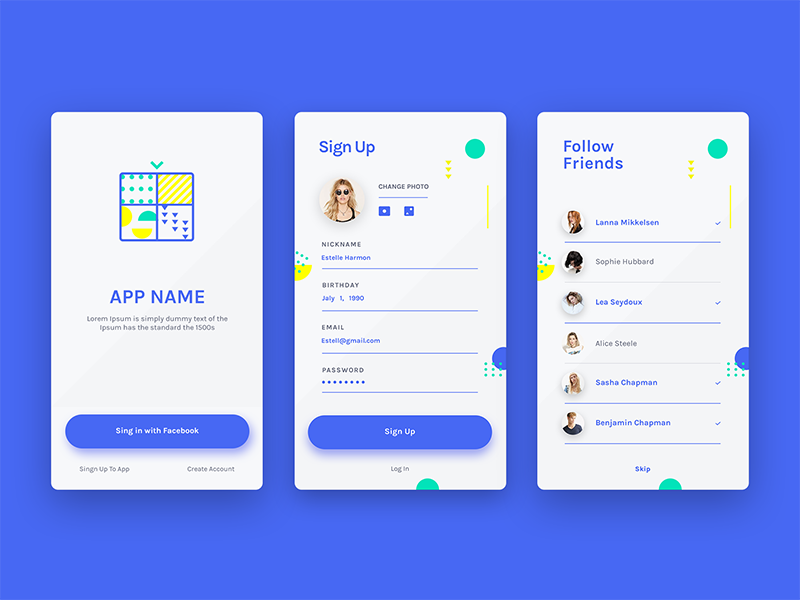 APP NAME
Lorem Ipsum is simply dummy text of the
Ipsum has the standard the 1500s
Sing in with Facebook
Singn Up To App
Create Account
Sign Up
CHANGE PHOTO
NICKNAME
Estelle Harmon
BIRTHDAY
Jaly 1, 1990
EMAIL
Estell@gmail.com
PASSWORD
Sign Up
Log In
Follow
Friends
Lanna Mikkelsen
Sophie Hubbard
Lea Seydoux
Alice Steele
Sasha Chapman
Benjamin Chapman
Skip